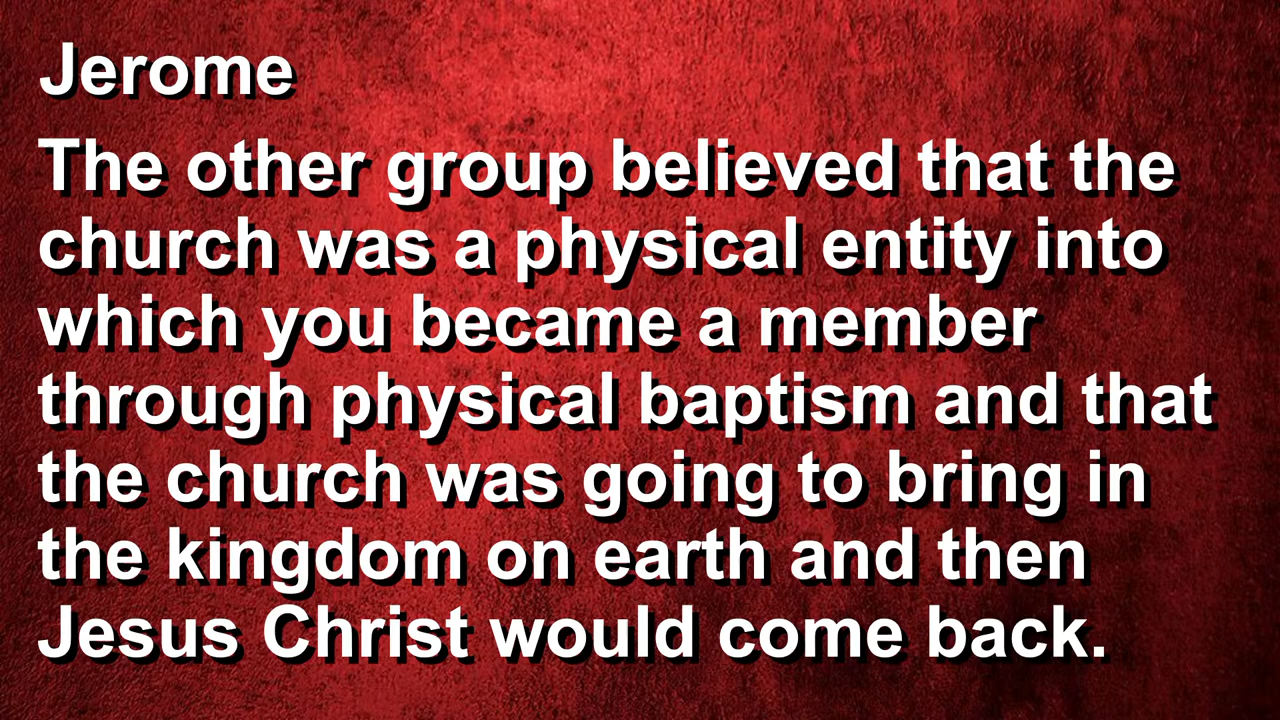 Jerome
The other group believed that the
church was a physical entity into
which you became a member
through physical baptism and that
the church was going to bring in
the kingdom on earth and then
Jesus Christ would come back.